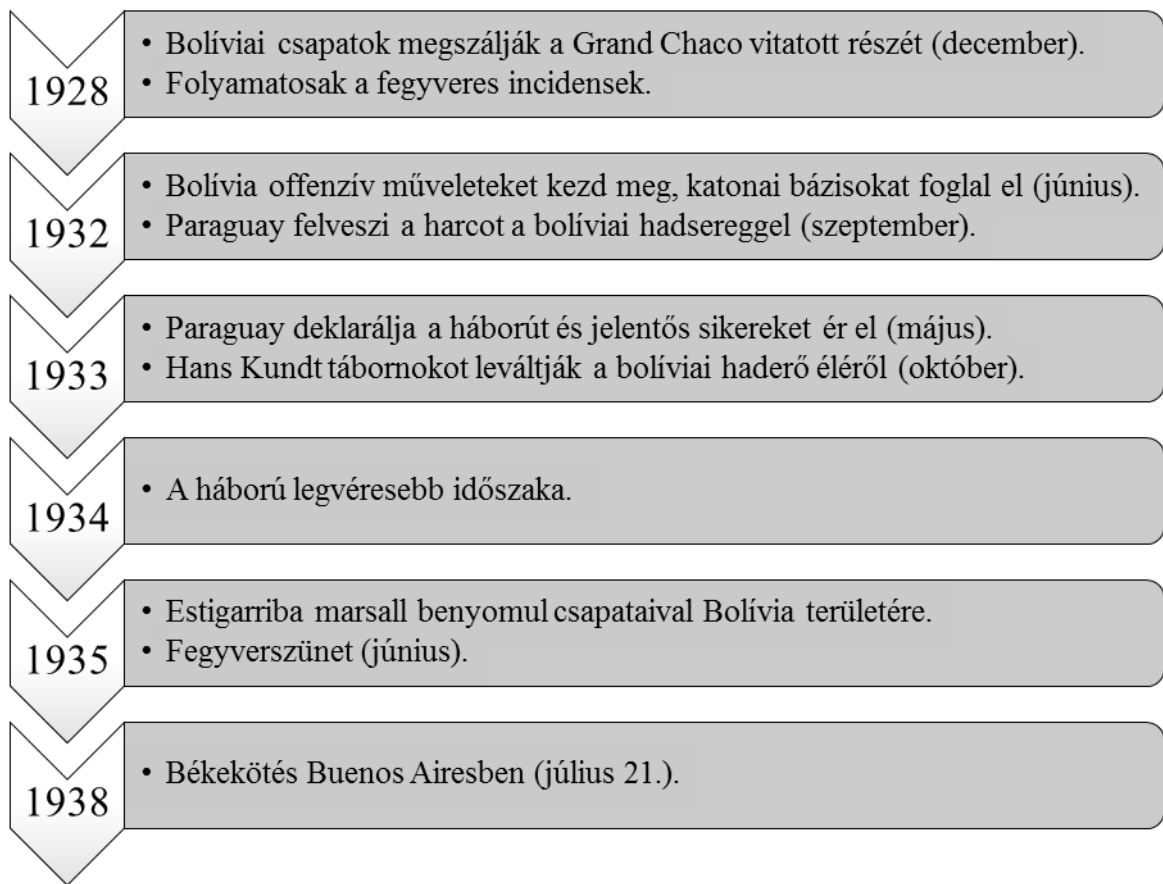 1928
• Bolíviai csapatok megszálják a Grand Chaco vitatott részét (december).
• Folyamatosak a fegyveres incidensek.
1932
• Bolívia offenzív műveleteket kezd meg, katonai bázisokat foglal el (június).
• Paraguay felveszi a harcot a bolíviai hadsereggel (szeptember).
1933
• Paraguay deklarálja a háborút és jelentős sikereket ér el (május).
• Hans Kundt tábornokot leváltják a bolíviai haderő éléről (október).
1934
• A háború legvéresebb időszaka.
1935
• Estigarriba marsall benyomul csapataival Bolívia területére.
• Fegyverszünet (június).
1938
• Békekötés Buenos Airesben (július 21.).